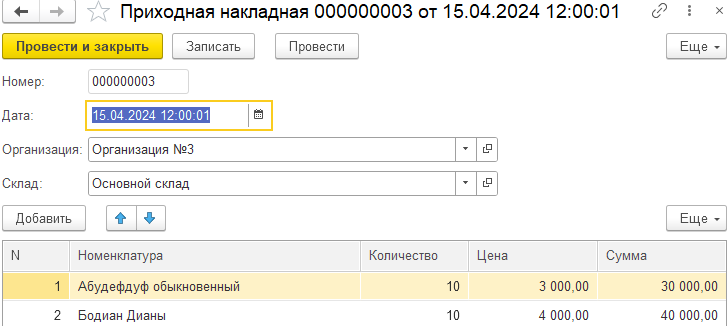 Приходная накладная 000000003 от 15.04.2024 12:00:01
Провести и закрыть Записать Провести Еще
Номер: 000000003
Дата: 15.04.2024 12:00:01
Организация: Организация №3
Склад: Основной склад
Добавить Еще
N Номенклатура Количество Цена Сумма
1 Абудефдуф обыкновенный 10 3 000,00 30 000,00
2 Бодиан Дианы 10 4 000,00 40 000,00